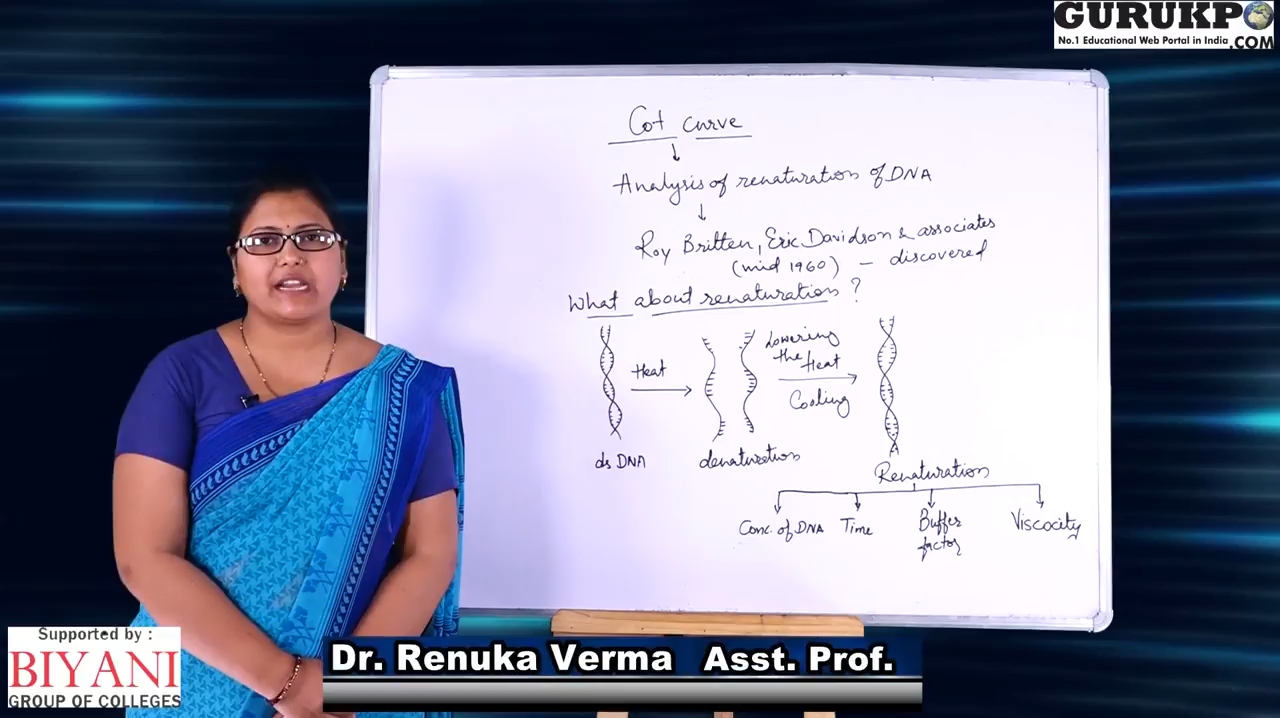 GURUKPO
No.1 Educational Web Portal in India .COM
Cot curve
Analysis of renaturation of DNA
Roy Britten, Eric Davidson & associates
(mid 1960) – discovered
What about renaturation ?
Heat
Lowering
the Heat
Cooling
ds DNA
denaturation
Renaturation
Conc. of DNA Time Buffer factor Viscocity
Supported by :
BIYANI
GROUP OF COLLEGES
Dr. Renuka Verma Asst. Prof.